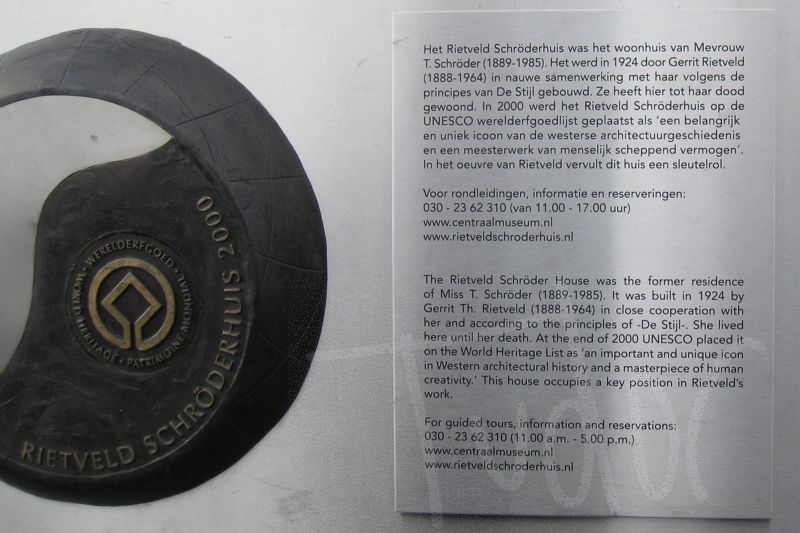 WERELDERFGOED · WORLD HERITAGE · PATRIMOINE MONDIAL ·
RIETVELD SCHRÖDERHUIS 2000
Het Rietveld Schröderhuis was het woonhuis van Mevrouw
T. Schröder (1889-1985). Het werd in 1924 door Gerrit Rietveld
(1888-1964) in nauwe samenwerking met haar volgens de
principes van De Stijl gebouwd. Ze heeft hier tot haar dood
gewoond. In 2000 werd het Rietveld Schröderhuis op de
UNESCO werelderfgoedlijst geplaatst als ‘een belangrijk
en uniek icoon van de westerse architectuurgeschiedenis
en een meesterwerk van menselijk scheppend vermogen’.
In het oeuvre van Rietveld vervult dit huis een sleutelrol.
Voor rondleidingen, informatie en reserveringen:
030 - 23 62 310 (van 11.00 - 17.00 uur)
www.centraalmuseum.nl
www.rietveldschroderhuis.nl
The Rietveld Schröder House was the former residence
of Miss T. Schröder (1889-1985). It was built in 1924 by
Gerrit Th. Rietveld (1888-1964) in close cooperation with
her and according to the principles of -De Stijl-. She lived
here until her death. At the end of 2000 UNESCO placed it
on the World Heritage List as ‘an important and unique icon
in Western architectural history and a masterpiece of human
creativity.’ This house occupies a key position in Rietveld’s
work.
For guided tours, information and reservations:
030 - 23 62 310 (11.00 a.m. - 5.00 p.m.)
www.centraalmuseum.nl
www.rietveldschroderhuis.nl